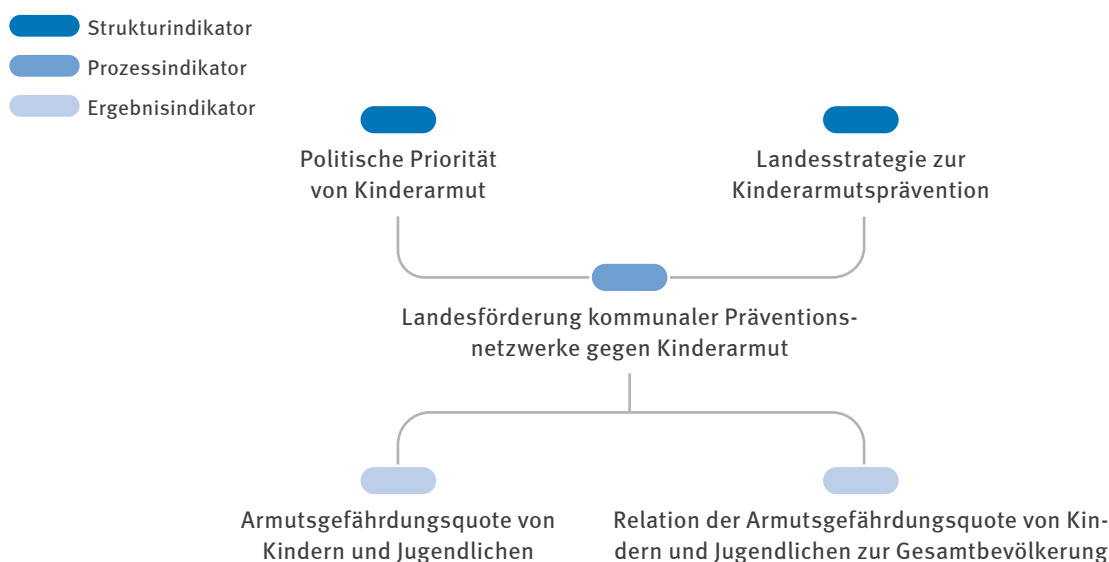 Strukturindikator
Prozessindikator
Ergebnisindikator
Politische Priorität
von Kinderarmut
Landesstrategie zur
Kinderarmutsprävention
Landesförderung kommunaler Präventions-
netzwerke gegen Kinderarmut
Armutsgefährdungsquote von
Kindern und Jugendlichen
Relation der Armutsgefährdungsquote von Kin-
dern und Jugendlichen zur Gesamtbevölkerung